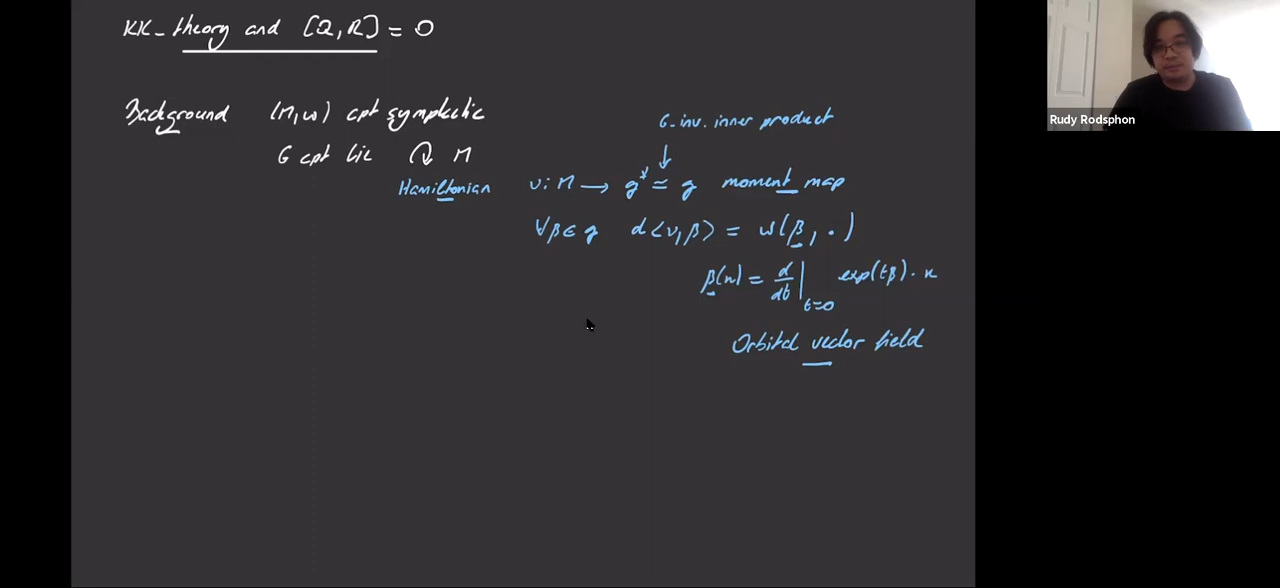 KK-theory and [Q,R] = 0
Background (M,ω) cpt symplectic
G-inv. inner product
G cpt Lie ↻ M
↓
Hamiltonian ν: M → g* ≃ g moment map
∀β∈g d<ν,β> = ω(β, .)
β(x) = d/dt|t=0 exp(tβ)·x
Orbital vector field
Rudy Rodsphon